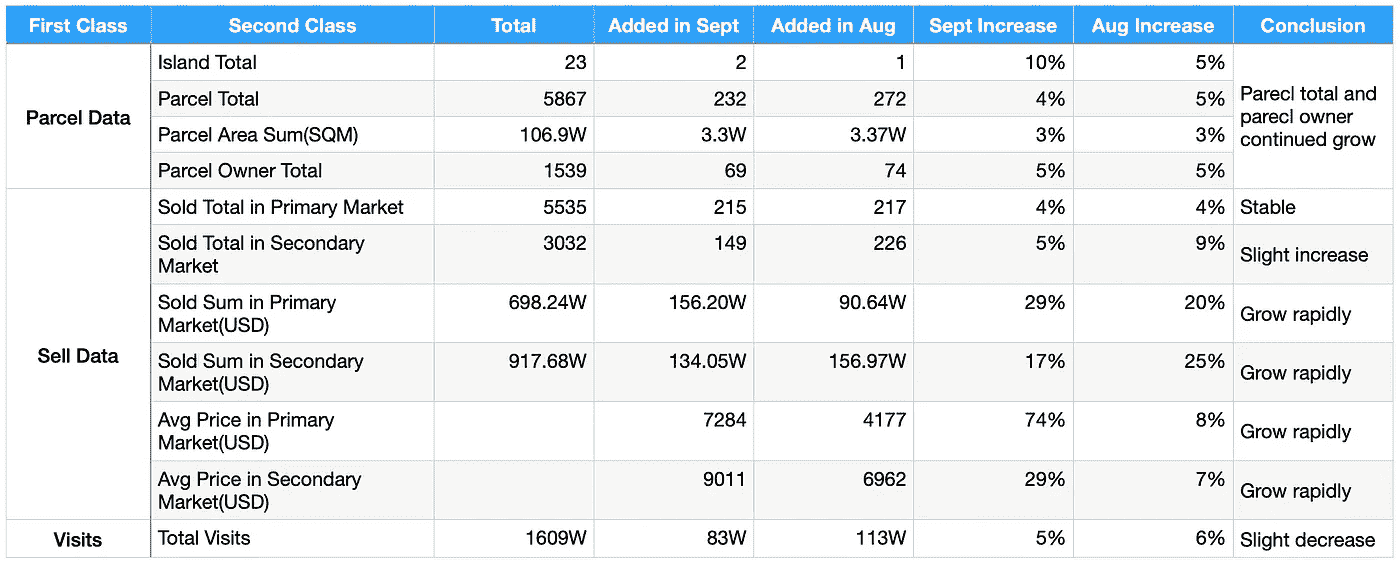 First Class Second Class Total Added in Sept Added in Aug Sept Increase Aug Increase Conclusion
Parcel Data
Island Total 23 2 1 10% 5%
Parcel Total 5867 232 272 4% 5%
Parcel Area Sum(SQM) 106.9W 3.3W 3.37W 3% 3%
Parcel Owner Total 1539 69 74 5% 5%
Parecl total and
parecl owner
continued grow
Sell Data
Sold Total in Primary Market 5535 215 217 4% 4% Stable
Sold Total in Secondary
Market 3032 149 226 5% 9% Slight increase
Sold Sum in Primary
Market(USD) 698.24W 156.20W 90.64W 29% 20% Grow rapidly
Sold Sum in Secondary
Market(USD) 917.68W 134.05W 156.97W 17% 25% Grow rapidly
Avg Price in Primary
Market(USD) 7284 4177 74% 8% Grow rapidly
Avg Price in Secondary
Market(USD) 9011 6962 29% 7% Grow rapidly
Visits Total Visits 1609W 83W 113W 5% 6% Slight decrease